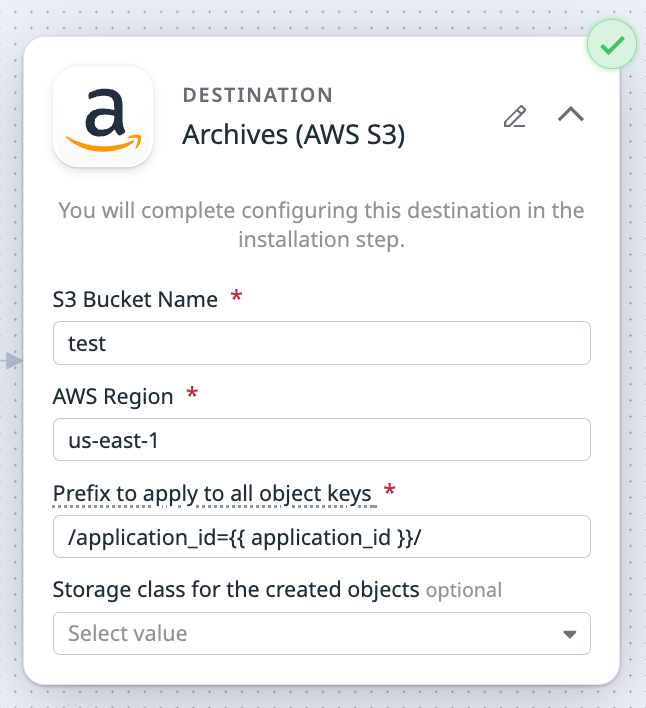 DESTINATION
Archives (AWS S3)
You will complete configuring this destination in the
installation step.
S3 Bucket Name *
test
AWS Region *
us-east-1
Prefix to apply to all object keys *
/application_id={{ application_id }}/
Storage class for the created objects optional
Select value